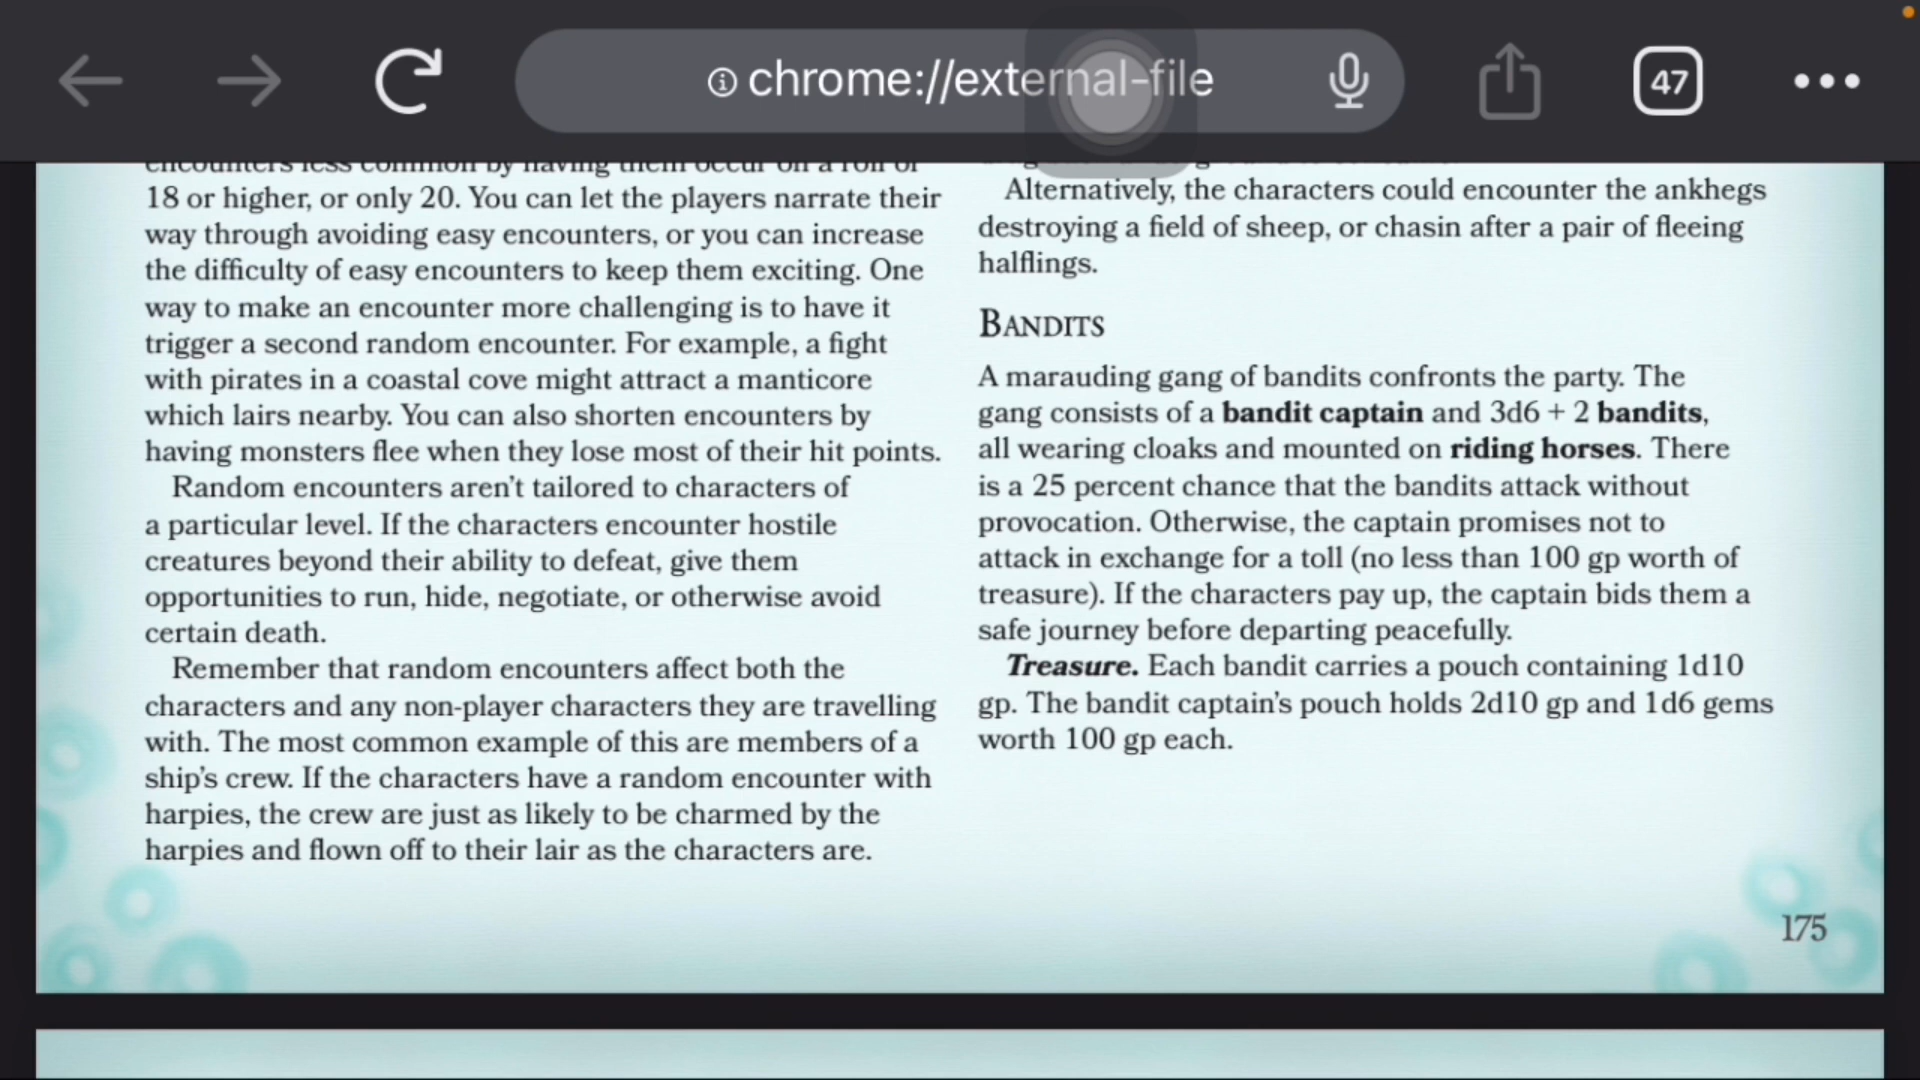 chrome://external-file
47
encounters less common by having them occur on a roll of
18 or higher, or only 20. You can let the players narrate their
way through avoiding easy encounters, or you can increase
the difficulty of easy encounters to keep them exciting. One
way to make an encounter more challenging is to have it
trigger a second random encounter. For example, a fight
with pirates in a coastal cove might attract a manticore
which lairs nearby. You can also shorten encounters by
having monsters flee when they lose most of their hit points.
Random encounters aren't tailored to characters of
a particular level. If the characters encounter hostile
creatures beyond their ability to defeat, give them
opportunities to run, hide, negotiate, or otherwise avoid
certain death.
Remember that random encounters affect both the
characters and any non-player characters they are travelling
with. The most common example of this are members of a
ship's crew. If the characters have a random encounter with
harpies, the crew are just as likely to be charmed by the
harpies and flown off to their lair as the characters are.
Alternatively, the characters could encounter the ankhegs
destroying a field of sheep, or chasin after a pair of fleeing
halflings.
BANDITS
A marauding gang of bandits confronts the party. The
gang consists of a bandit captain and 3d6 + 2 bandits,
all wearing cloaks and mounted on riding horses. There
is a 25 percent chance that the bandits attack without
provocation. Otherwise, the captain promises not to
attack in exchange for a toll (no less than 100 gp worth of
treasure). If the characters pay up, the captain bids them a
safe journey before departing peacefully.
Treasure. Each bandit carries a pouch containing 1d10
gp. The bandit captain's pouch holds 2d10 gp and 1d6 gems
worth 100 gp each.
175